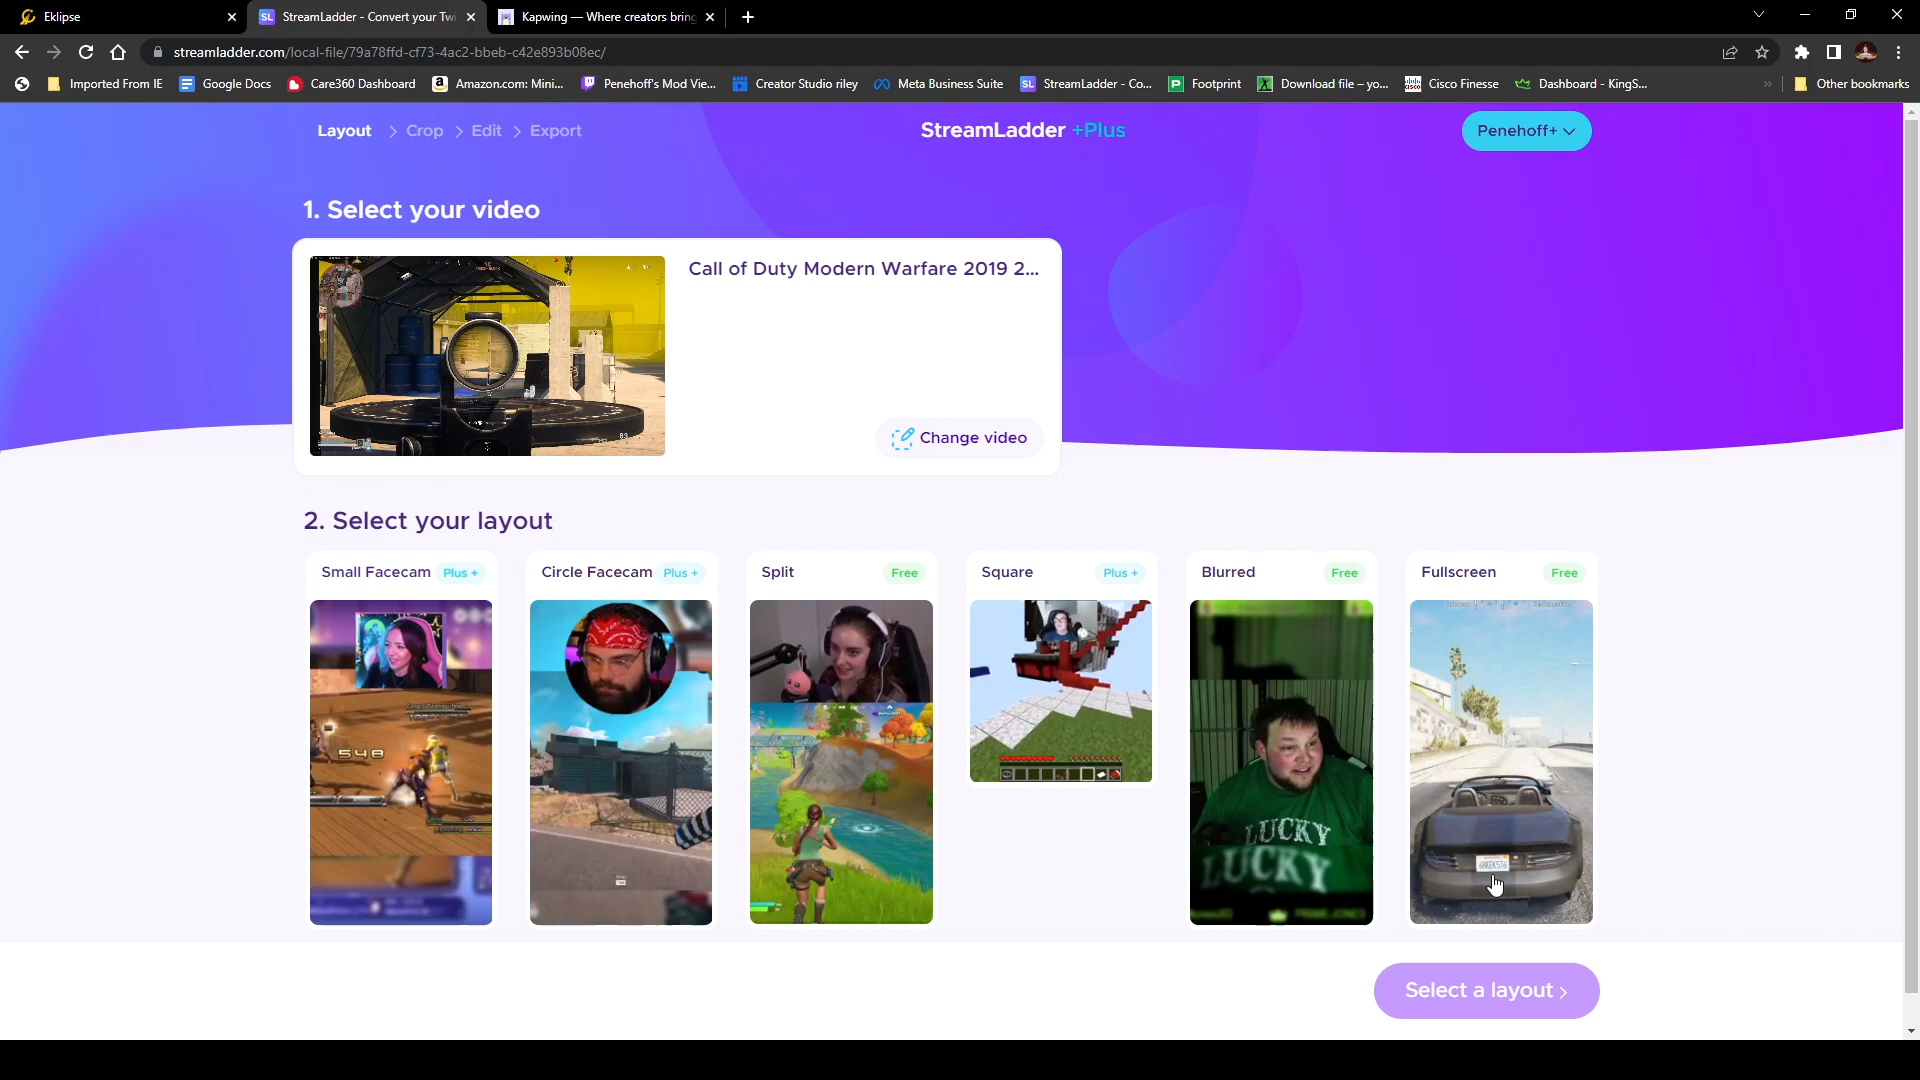 Eklipse
StreamLadder - Convert your Twi
Kapwing — Where creators bring
streamladder.com/local-file/79a78ffd-cf73-4ac2-bbeb-c42e893b08ec/
Imported From IE
Google Docs
Care360 Dashboard
Amazon.com: Mini...
Penehoff's Mod Vie...
Creator Studio riley
Meta Business Suite
StreamLadder - Co...
Footprint
Download file – yo...
Cisco Finesse
Dashboard - KingS...
Other bookmarks
Layout > Crop > Edit > Export
StreamLadder +Plus
Penehoff+
1. Select your video
Call of Duty Modern Warfare 2019 2...
Change video
2. Select your layout
Small Facecam Plus +
Circle Facecam Plus +
Split Free
Square Plus +
Blurred Free
Fullscreen Free
548
LUCKY
LUCKY
Select a layout >